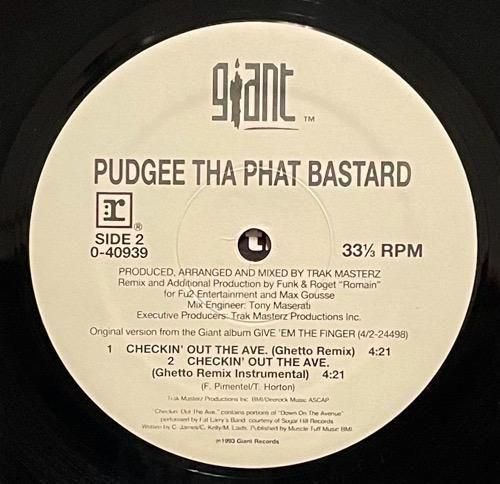 giant ™
PUDGEE THA PHAT BASTARD
r ®
SIDE 2
0-40939
33⅓ RPM
PRODUCED, ARRANGED AND MIXED BY TRAK MASTERZ
Remix and Additional Production by Funk & Roget "Romain"
for Fu2 Entertainment and Max Gousse
Mix Engineer: Tony Maserati
Executive Producers: Trak Masterz Productions Inc.
Original version from the Giant album GIVE 'EM THE FINGER (4/2-24498)
1 CHECKIN' OUT THE AVE. (Ghetto Remix) 4:21
2 CHECKIN' OUT THE AVE.
(Ghetto Remix Instrumental) 4:21
(F. Pimentel/T. Horton)
Trak Masterz Productions Inc. BMI/Deerock Music ASCAP
"Checkin' Out The Ave." contains portions of "Down On The Avenue"
performed by Fat Larry's Band, courtesy of Sugar Hill Records
Written by C. James/C. Kelly/M. Laids. Published by Muscle Tuff Music BMI.
℗1993 Giant Records